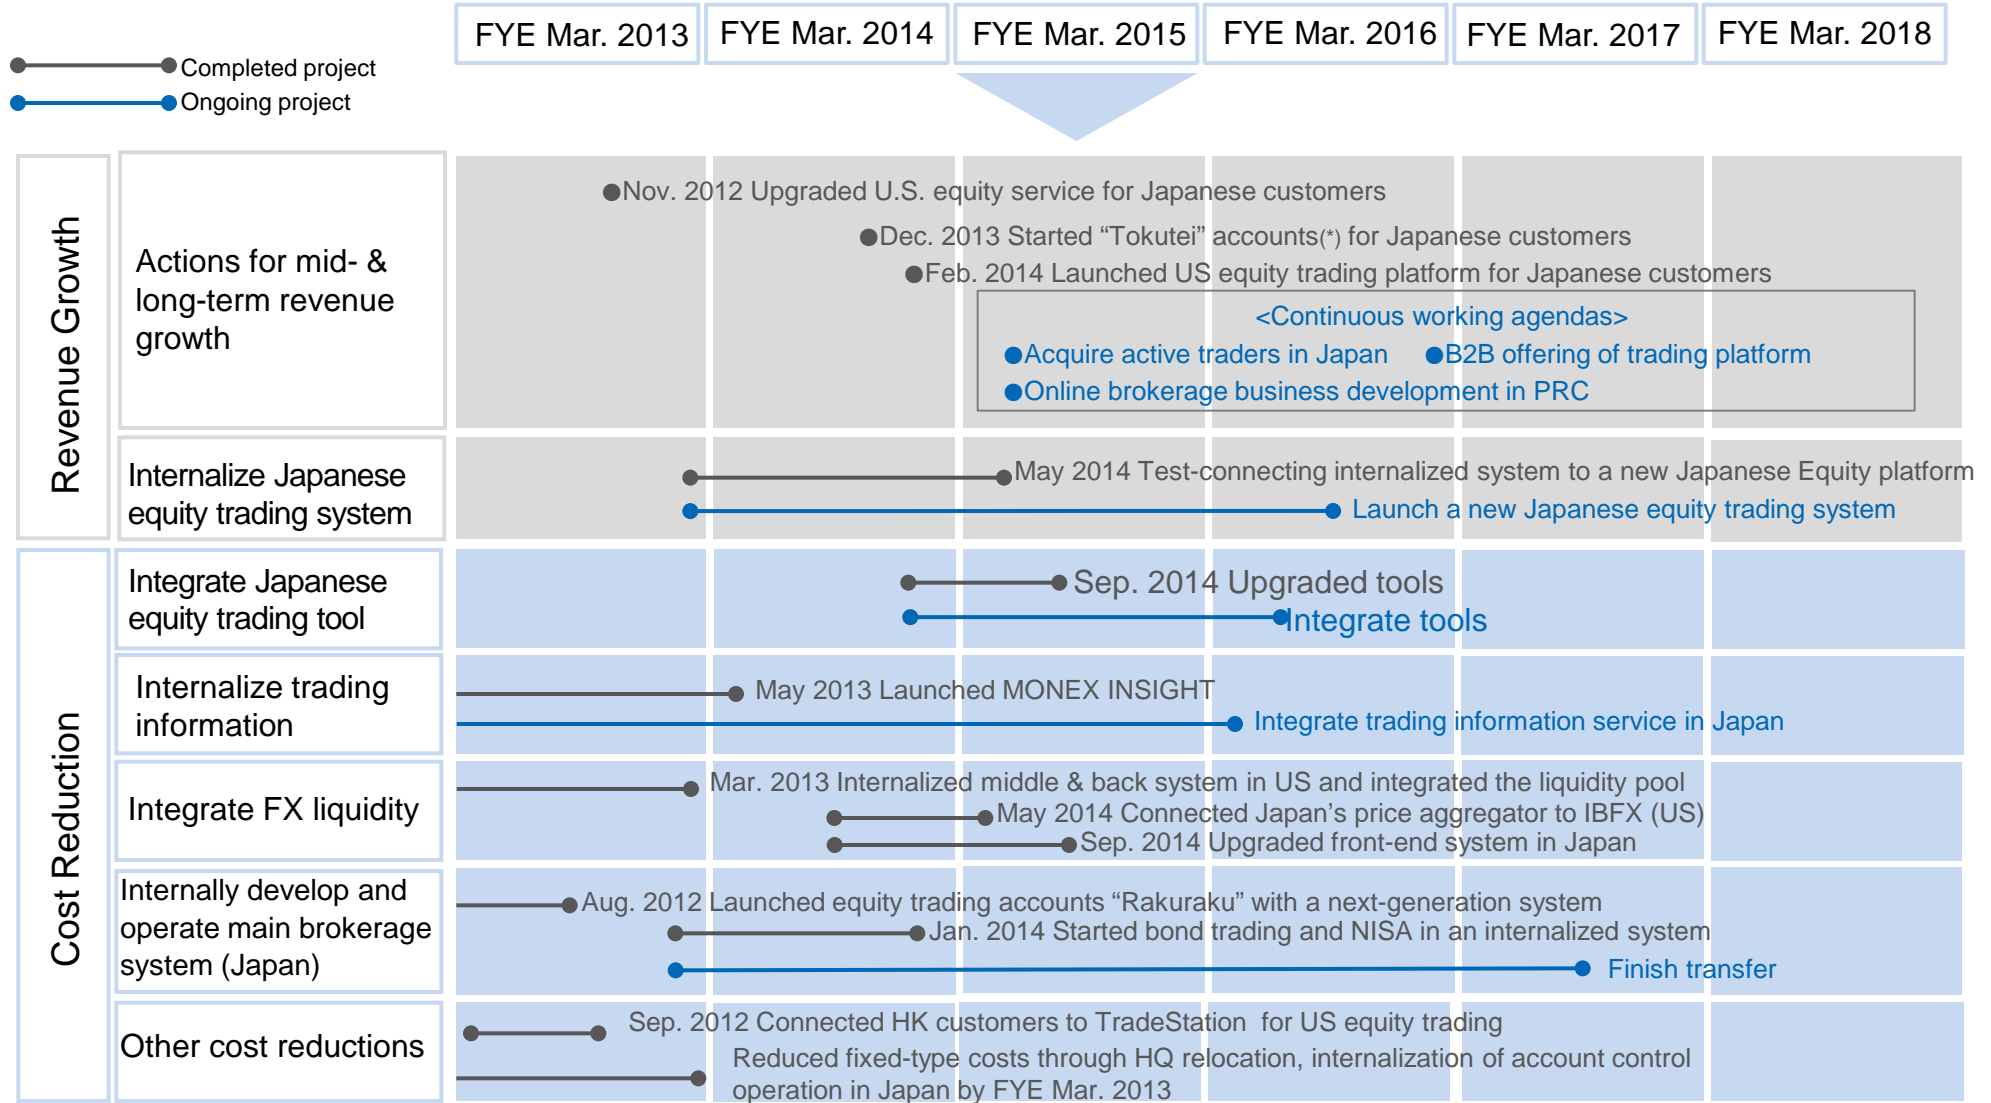 FYE Mar. 2013
FYE Mar. 2014
FYE Mar. 2015
FYE Mar. 2016
FYE Mar. 2017
FYE Mar. 2018
Completed project
Ongoing project
Revenue Growth
Actions for mid- &
long-term revenue
growth
●Nov. 2012 Upgraded U.S. equity service for Japanese customers
●Dec. 2013 Started “Tokutei” accounts(*) for Japanese customers
●Feb. 2014 Launched US equity trading platform for Japanese customers
<Continuous working agendas>
●Acquire active traders in Japan
●B2B offering of trading platform
●Online brokerage business development in PRC
Internalize Japanese
equity trading system
May 2014 Test-connecting internalized system to a new Japanese Equity platform
Launch a new Japanese equity trading system
Cost Reduction
Integrate Japanese
equity trading tool
Sep. 2014 Upgraded tools
Integrate tools
Internalize trading
information
May 2013 Launched MONEX INSIGHT
Integrate trading information service in Japan
Integrate FX liquidity
Mar. 2013 Internalized middle & back system in US and integrated the liquidity pool
May 2014 Connected Japan’s price aggregator to IBFX (US)
Sep. 2014 Upgraded front-end system in Japan
Internally develop and
operate main brokerage
system (Japan)
Aug. 2012 Launched equity trading accounts “Rakuraku” with a next-generation system
Jan. 2014 Started bond trading and NISA in an internalized system
Finish transfer
Other cost reductions
Sep. 2012 Connected HK customers to TradeStation for US equity trading
Reduced fixed-type costs through HQ relocation, internalization of account control
operation in Japan by FYE Mar. 2013